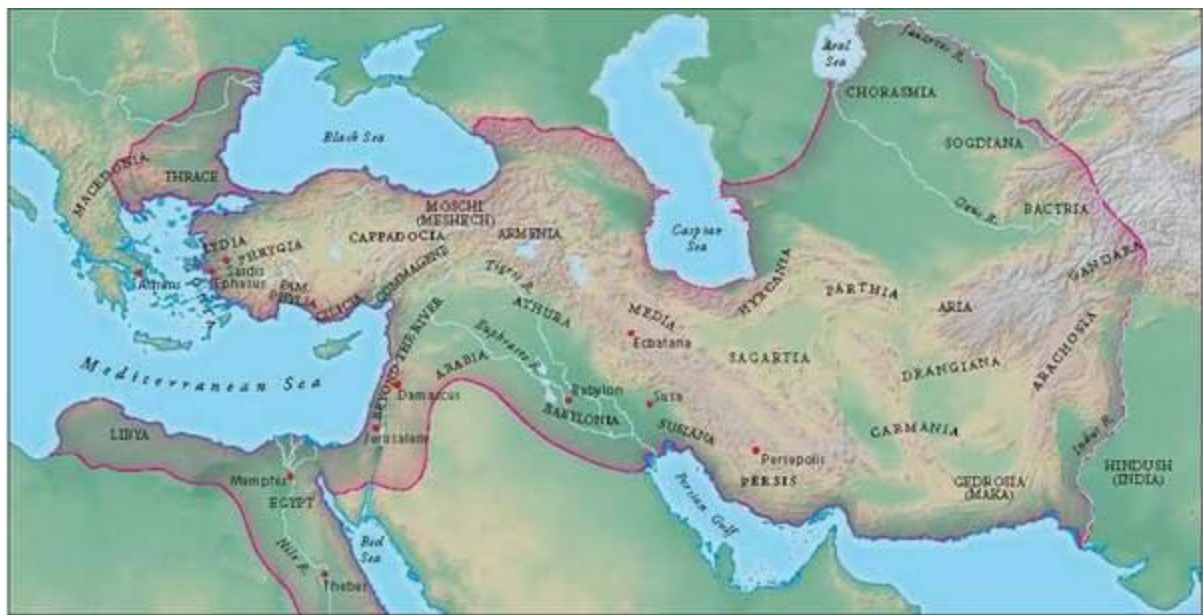 Aral
Sea
Jaxartes R.
CHORASMIA
SOGDIANA
Oxus R.
BACTRIA
GANDARA
Black Sea
MACEDONIA
THRACE
MOSCHI
(MESHECH)
CAPPADOCIA
ARMENIA
Caspian
Sea
LYDIA
PHRYGIA
Sardis
Ephasus
Athens
PAM-
PHYLIA
CILICIA
COMMAGENE
Tigris R.
ATHURA
MEDIA
Ecbatana
HYRCANIA
PARTHIA
ARIA
SAGARTIA
DRANGIANA
ARACHOSIA
Mediterranean Sea
BEYOND-THE-RIVER
Euphrates R.
ARABIA
Damascus
Jerusalem
Babylon
BABYLONIA
Susa
SUSIANA
Persepolis
PERSIS
CARMANIA
GEDROSIA
(MAKA)
Indus R.
HINDUSH
(INDIA)
LIBYA
Memphis
EGYPT
Nile R.
Thebes
Red
Sea
Persian Gulf